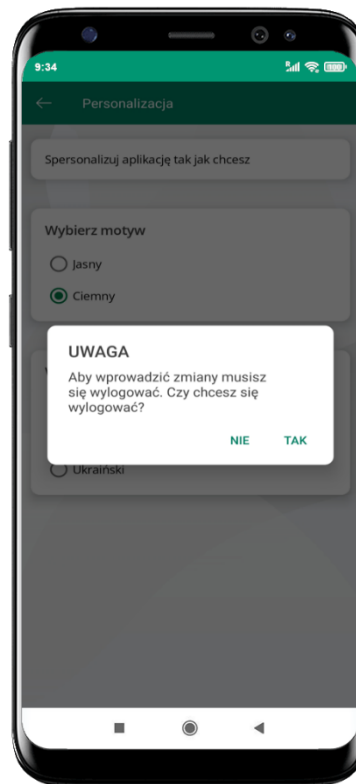 9:34
Personalizacja
Spersonalizuj aplikację tak jak chcesz
Wybierz motyw
Jasny
Ciemny
UWAGA
Aby wprowadzić zmiany musisz
się wylogować. Czy chcesz się
wylogować?
NIE TAK
Ukraiński